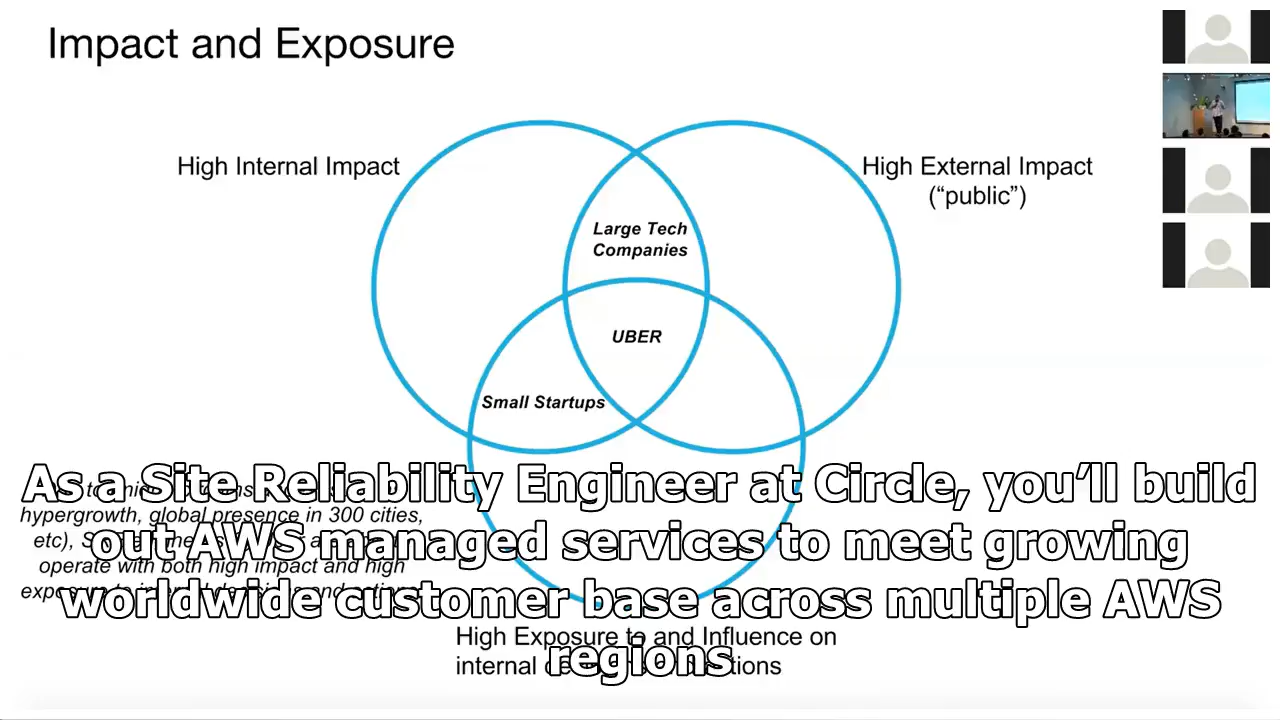 Impact and Exposure
High Internal Impact
High External Impact
(“public”)
Large Tech
Companies
UBER
Small Startups
hypergrowth, global presence in 300 cities,
etc),
operate with both high impact and high
As a Site Reliability Engineer at Circle, you’ll build
out AWS managed services to meet growing
worldwide customer base across multiple AWS
regions
High Exposure to and Influence on
internal